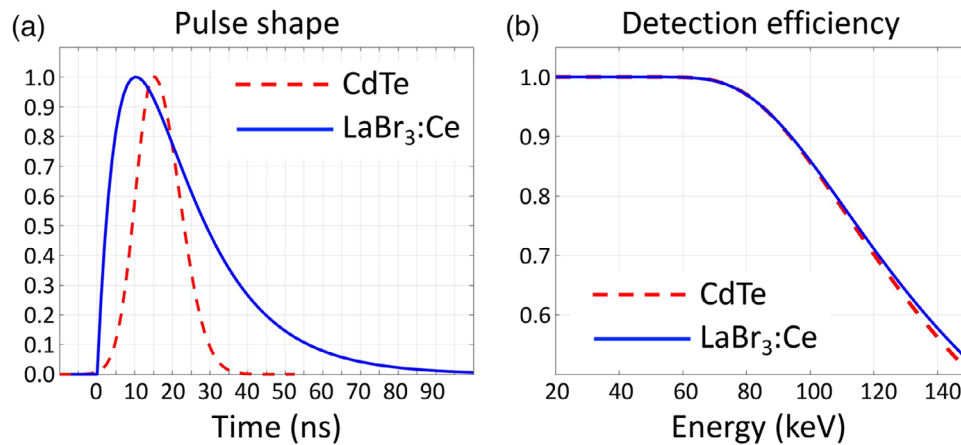 (a) Pulse shape
1.0
0.9
0.8
0.7
0.6
0.5
0.4
0.3
0.2
0.1
0.0
CdTe
LaBr₃:Ce
0 10 20 30 40 50 60 70 80 90
Time (ns)
(b) Detection efficiency
1.0
0.9
0.8
0.7
0.6
CdTe
LaBr₃:Ce
20 40 60 80 100 120 140
Energy (keV)